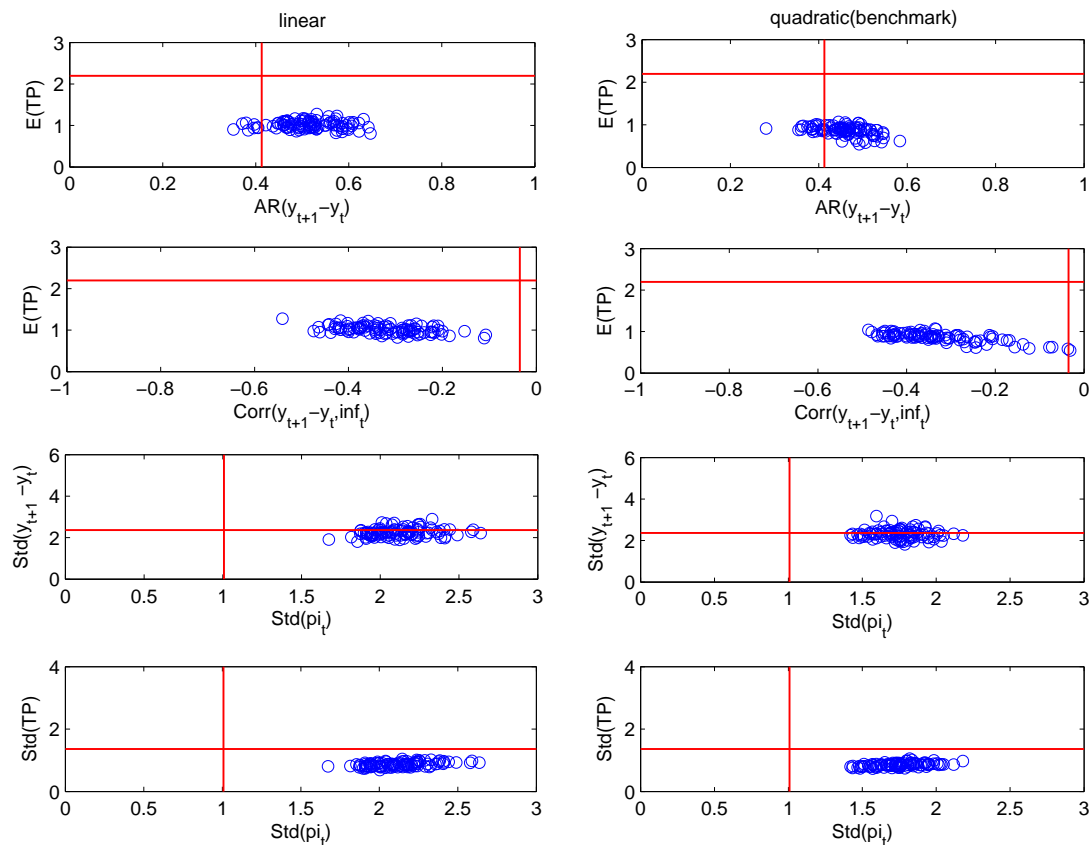 linear
3
2
1
0
E(TP)
0 0.2 0.4 0.6 0.8 1
AR(y_{t+1}−y_t)
quadratic(benchmark)
3
2
1
0
E(TP)
0 0.2 0.4 0.6 0.8 1
AR(y_{t+1}−y_t)
3
2
1
0
E(TP)
−1 −0.8 −0.6 −0.4 −0.2 0
Corr(y_{t+1}−y_t,inf_t)
3
2
1
0
E(TP)
−1 −0.8 −0.6 −0.4 −0.2 0
Corr(y_{t+1}−y_t,inf_t)
6
4
2
0
Std(y_{t+1} −y_t)
0 0.5 1 1.5 2 2.5 3
Std(pi_t)
6
4
2
0
Std(y_{t+1} −y_t)
0 0.5 1 1.5 2 2.5 3
Std(pi_t)
4
2
0
Std(TP)
0 0.5 1 1.5 2 2.5 3
Std(pi_t)
4
2
0
Std(TP)
0 0.5 1 1.5 2 2.5 3
Std(pi_t)